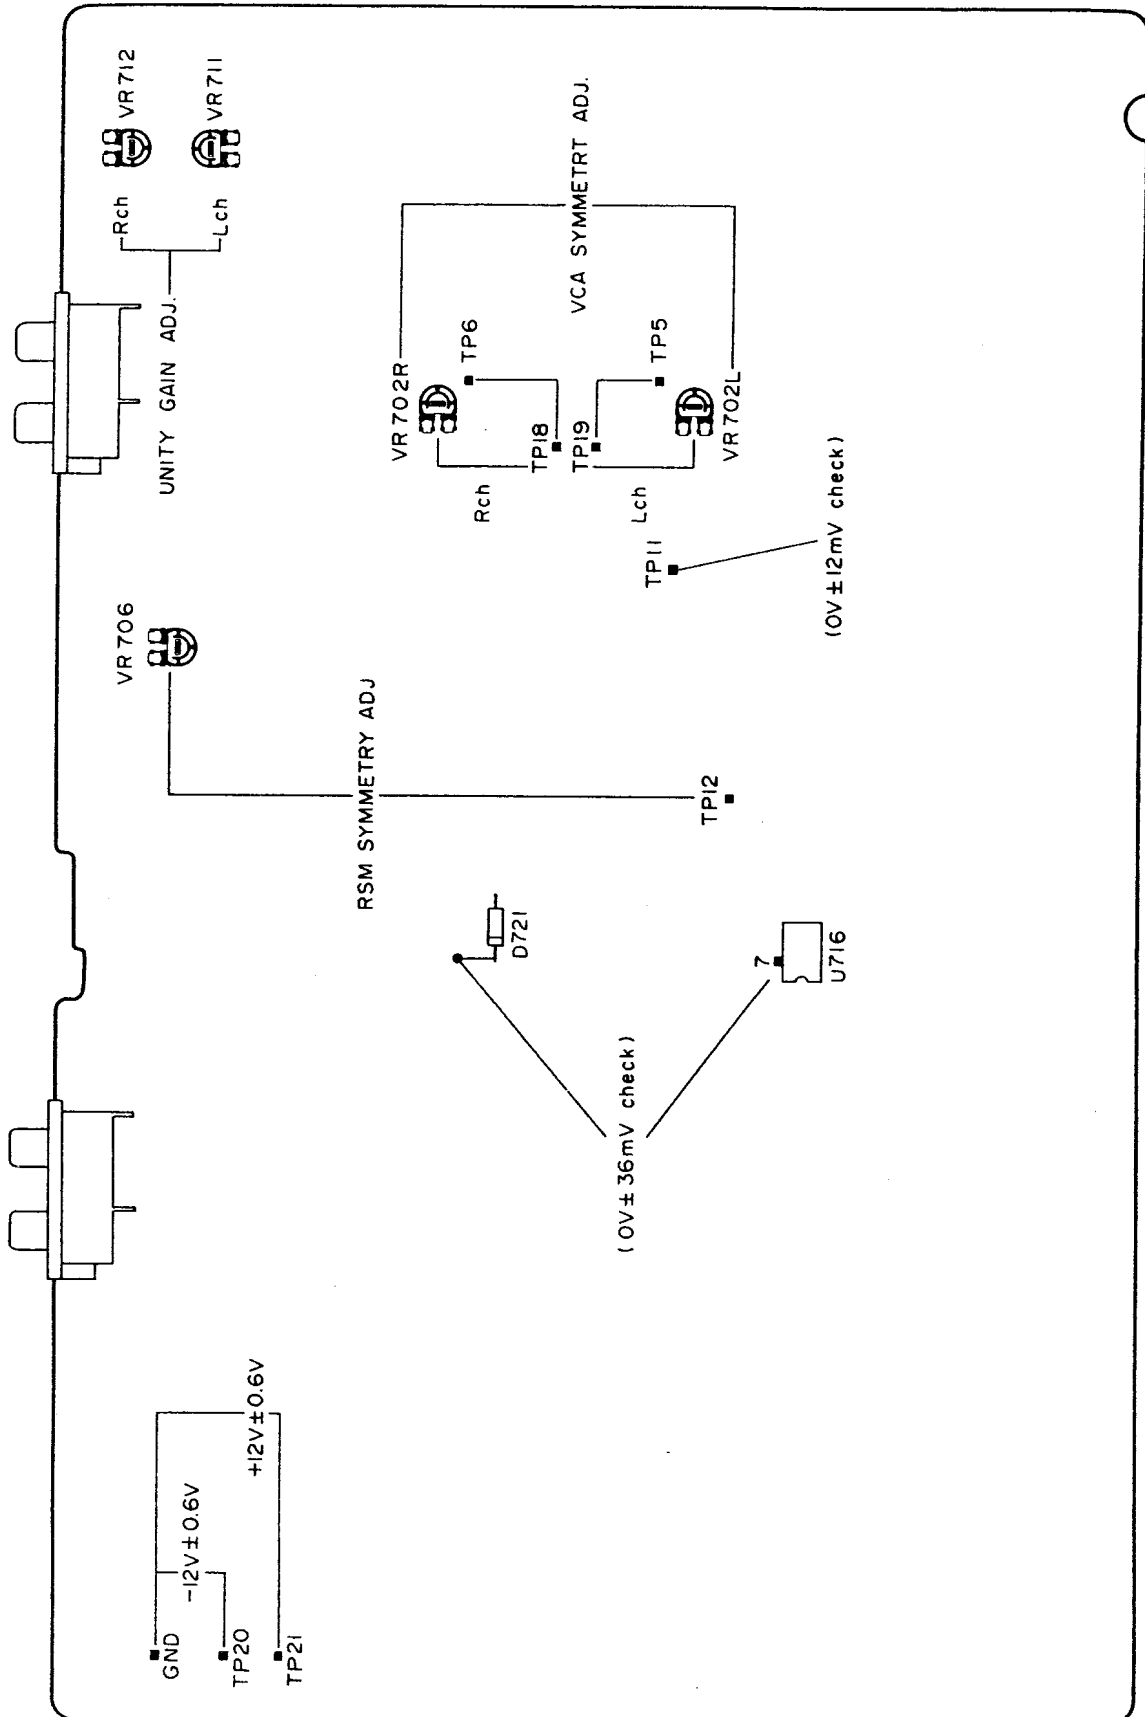 VR712
VR711
Rch
Lch
UNITY GAIN ADJ.
VR706
RSM SYMMETRY ADJ
VR702R
TP6
TP18
TP19
TP5
VR702L
Rch
Lch
VCA SYMMETRT ADJ.
TP11
(0V±12mV check)
TP12
D721
7
U716
(0V±36mV check)
+12V±0.6V
-12V±0.6V
GND
TP20
TP21